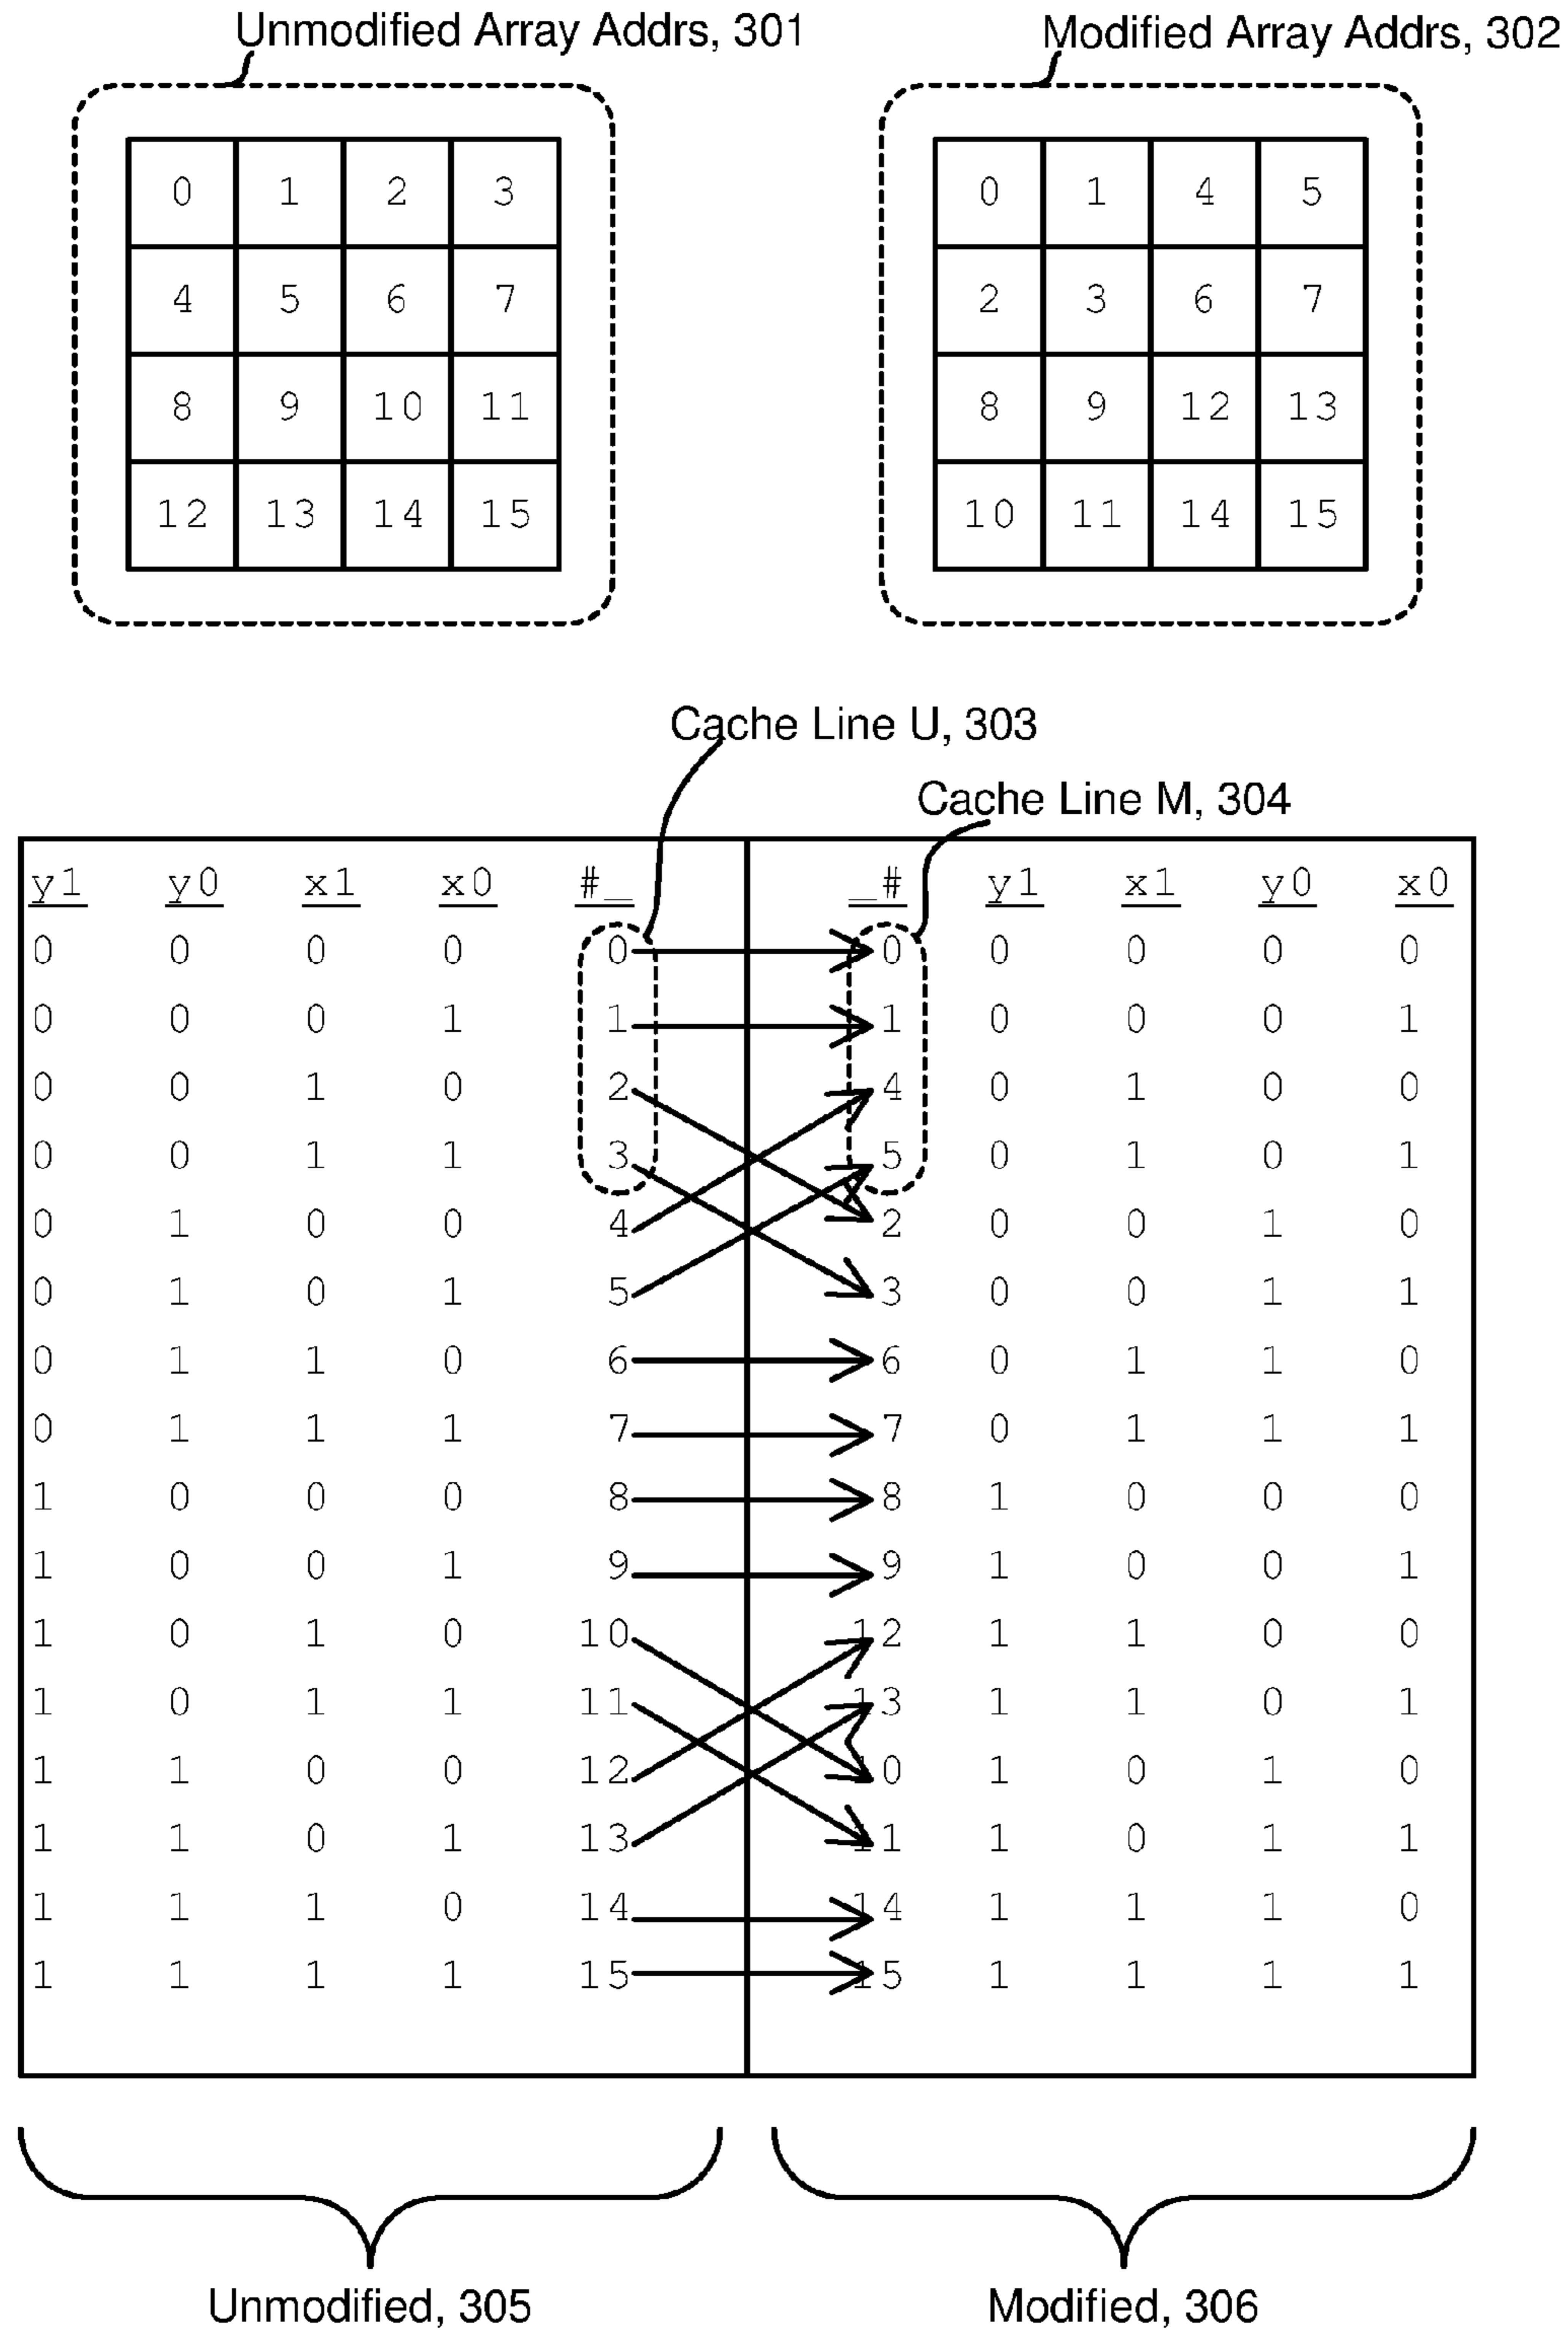 Unmodified Array Addrs, 301 Modified Array Addrs, 302
0 1 2 3 0 1 4 5
4 5 6 7 2 3 6 7
8 9 10 11 8 9 12 13
12 13 14 15 10 11 14 15
Cache Line U, 303
Cache Line M, 304
y1 y0 x1 x0 #_ _# y1 x1 y0 x0
0 0 0 0 0 0 0 0 0 0
0 0 0 1 1 1 0 0 0 1
0 0 1 0 2 4 0 1 0 0
0 0 1 1 3 5 0 1 0 1
0 1 0 0 4 2 0 0 1 0
0 1 0 1 5 3 0 0 1 1
0 1 1 0 6 6 0 1 1 0
0 1 1 1 7 7 0 1 1 1
1 0 0 0 8 8 1 0 0 0
1 0 0 1 9 9 1 0 0 1
1 0 1 0 10 12 1 1 0 0
1 0 1 1 11 13 1 1 0 1
1 1 0 0 12 10 1 0 1 0
1 1 0 1 13 11 1 0 1 1
1 1 1 0 14 14 1 1 1 0
1 1 1 1 15 15 1 1 1 1
Unmodified, 305 Modified, 306